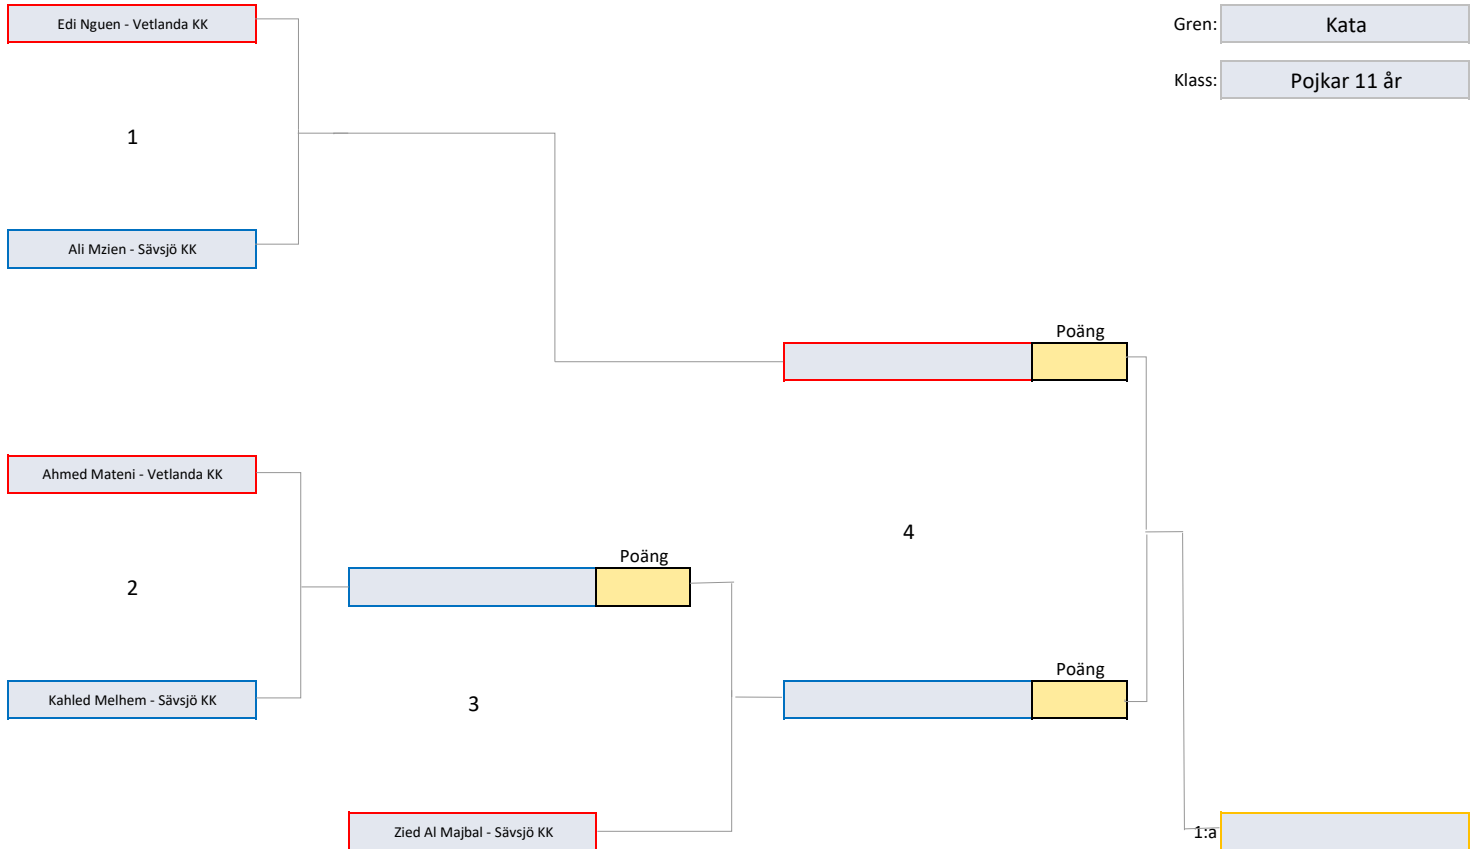 Edi Nguen - Vetlanda KK
Gren: Kata
Klass: Pojkar 11 år
1
Ali Mzien - Sävsjö KK
Poäng
Ahmed Mateni - Vetlanda KK
4
Poäng
2
Poäng
Kahled Melhem - Sävsjö KK
3
Zied Al Majbal - Sävsjö KK
1:a